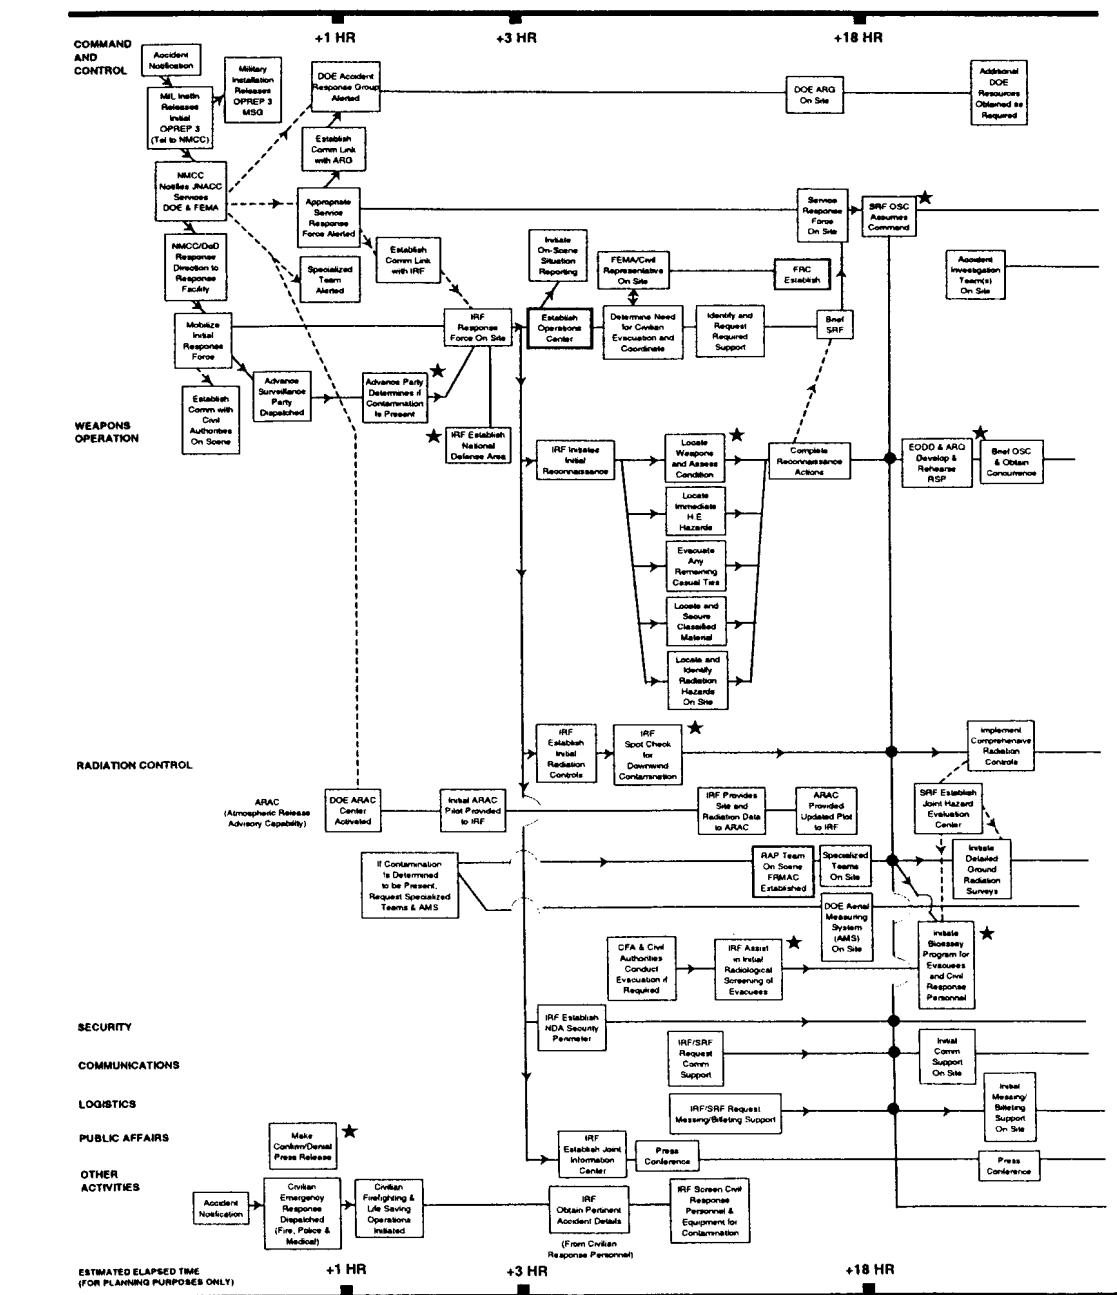 +1 HR
+3 HR
+18 HR
COMMAND
AND
CONTROL
Accident
Notification
MIL Instln
Releases
Initial
OPREP 3
(Tel to NMCC)
Military
Installation
Releases
OPREP 3
MSG
DOE Accident
Response Group
Alerted
DOE ARG
On Site
Additional
DOE
Resources
Obtained as
Required
Establish
Comm Link
with ARG
NMCC
Notifies JNACC
Services
DOE & FEMA
Appropriate
Service
Response
Force Alerted
Service
Response
Force
On Site
SRF OSC
Assumes
Command
NMCC/DoD
Response
Direction to
Response
Facility
Specialized
Team
Alerted
Establish
Comm Link
with IRF
Initiate
On-Scene
Situation
Reporting
FEMA/Civil
Representative
On Site
FRC
Establish
Accident
Investigation
Team(s)
On Site
Mobilize
Initial
Response
Force
IRF
Response
Force On Site
Establish
Operations
Center
Determine Need
for Civilian
Evacuation and
Coordinate
Identify and
Request
Required
Support
Brief
SRF
Establish
Comm with
Civil
Authorities
On Scene
Advance
Surveillance
Party
Dispatched
Advance Party
Determines if
Contamination
Is Present
WEAPONS
OPERATION
IRF Establish
National
Defense Area
IRF Initiates
Initial
Reconnaissance
Locate
Weapons
and Assess
Condition
Complete
Reconnaissance
Actions
EODD & ARQ
Develop &
Rehearse
RSP
Brief OSC
& Obtain
Concurrence
Locate
Immediate
H.E
Hazards
Evacuate
Any
Remaining
Casual Ties
Locate and
Secure
Classified
Material
Locate and
Identify
Radiation
Hazards
On Site
RADIATION CONTROL
IRF
Establish
Initial
Radiation
Controls
IRF
Spot Check
for
Downwind
Contamination
Implement
Comprehensive
Radiation
Controls
ARAC
(Atmospheric Release
Advisory Capability)
DOE ARAC
Center
Activated
Initial ARAC
Pilot Provided
to IRF
IRF Provides
Site and
Radiation Data
to ARAC
ARAC
Provided
Updated Plot
to IRF
SRF Establish
Joint Hazard
Evaluation
Center
If Contamination
Is Determined
to be Present,
Request Specialized
Teams & AMS
RAP Team
On Scene
FRMAC
Established
Specialized
Teams
On Site
Initiate
Detailed
Ground
Radiation
Surveys
DOE Aerial
Measuring
System
(AMS)
On Site
CFA & Civil
Authorities
Conduct
Evacuation if
Required
IRF Assist
in Initial
Radiological
Screening of
Evacuees
Initiate
Bioassay
Program for
Evacuees
and Civil
Response
Personnel
SECURITY
IRF Establish
NDA Security
Perimeter
COMMUNICATIONS
IRF/SRF
Request
Comm
Support
Initial
Comm
Support
On Site
LOGISTICS
IRF/SRF Request
Messing/Billeting Support
Initial
Messing/
Billeting
Support
On Site
PUBLIC AFFAIRS
Make
Confirm/Denial
Press Release
IRF
Establish Joint
Information
Center
Press
Conference
Press
Conference
OTHER
ACTIVITIES
Accident
Notification
Civilian
Emergency
Response
Dispatched
(Fire, Police &
Medical)
Civilian
Firefighting &
Life Saving
Operations
Initiated
IRF
Obtain Pertinent
Accident Details
(From Civilian
Response Personnel)
IRF Screen Civil
Response
Personnel &
Equipment for
Contamination
ESTIMATED ELAPSED TIME
(FOR PLANNING PURPOSES ONLY)
+1 HR
+3 HR
+18 HR